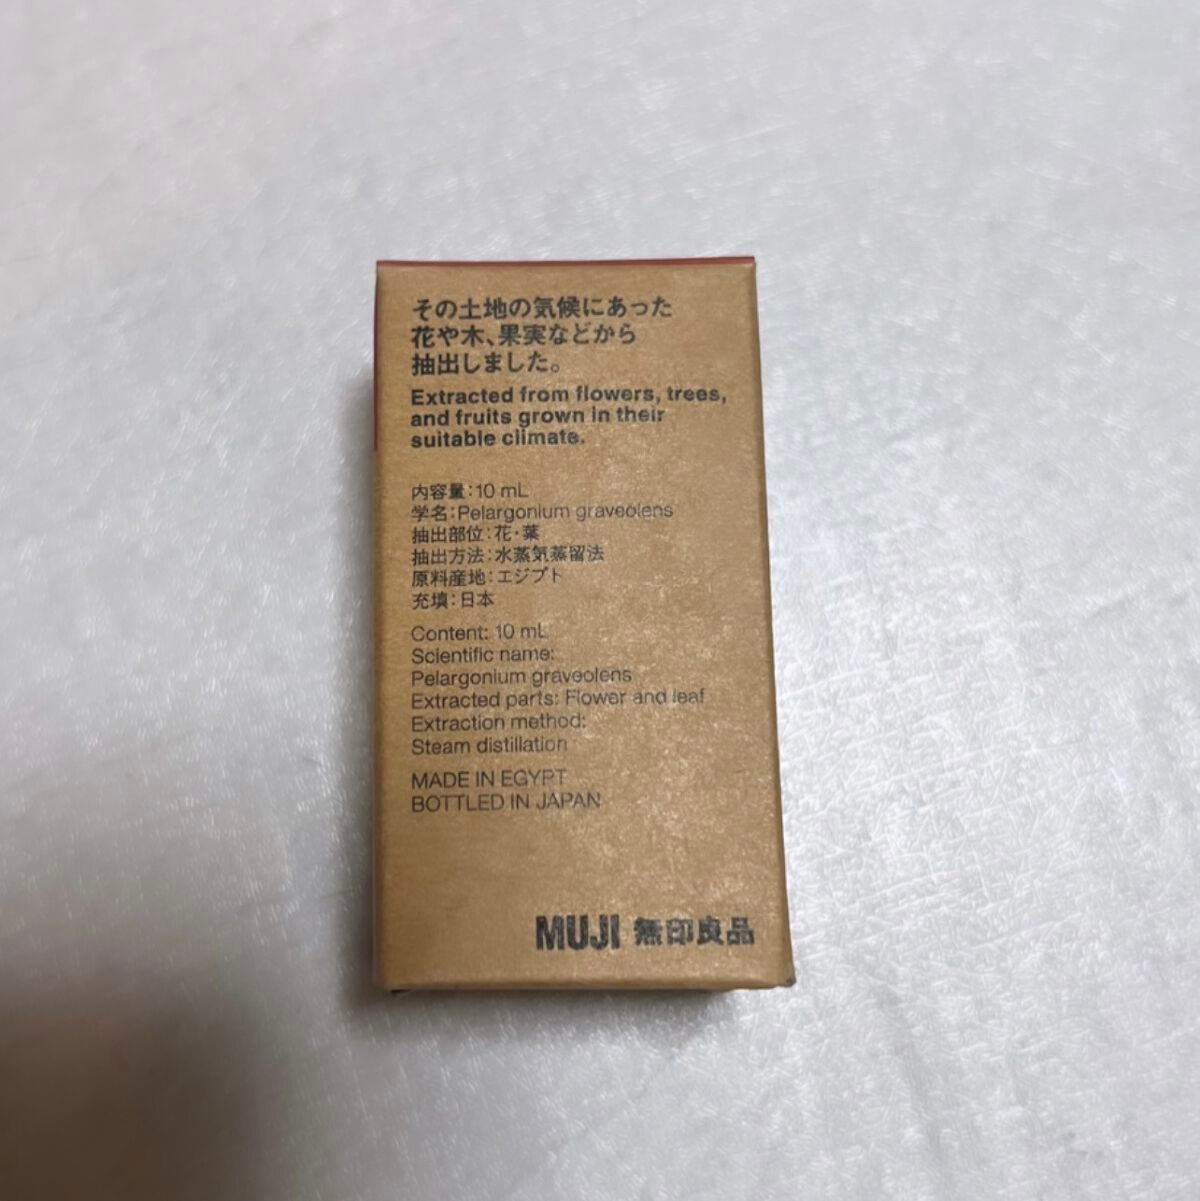 その土地の気候にあった
花や木、果実などから
抽出しました。
Extracted from flowers, trees,
and fruits grown in their
suitable climate.
内容量:10 mL
学名:Pelargonium graveolens
抽出部位:花・葉
抽出方法:水蒸気蒸留法
原料産地:エジプト
充填:日本
Content: 10 mL
Scientific name:
Pelargonium graveolens
Extracted parts: Flower and leaf
Extraction method:
Steam distillation
MADE IN EGYPT
BOTTLED IN JAPAN
MUJI 無印良品